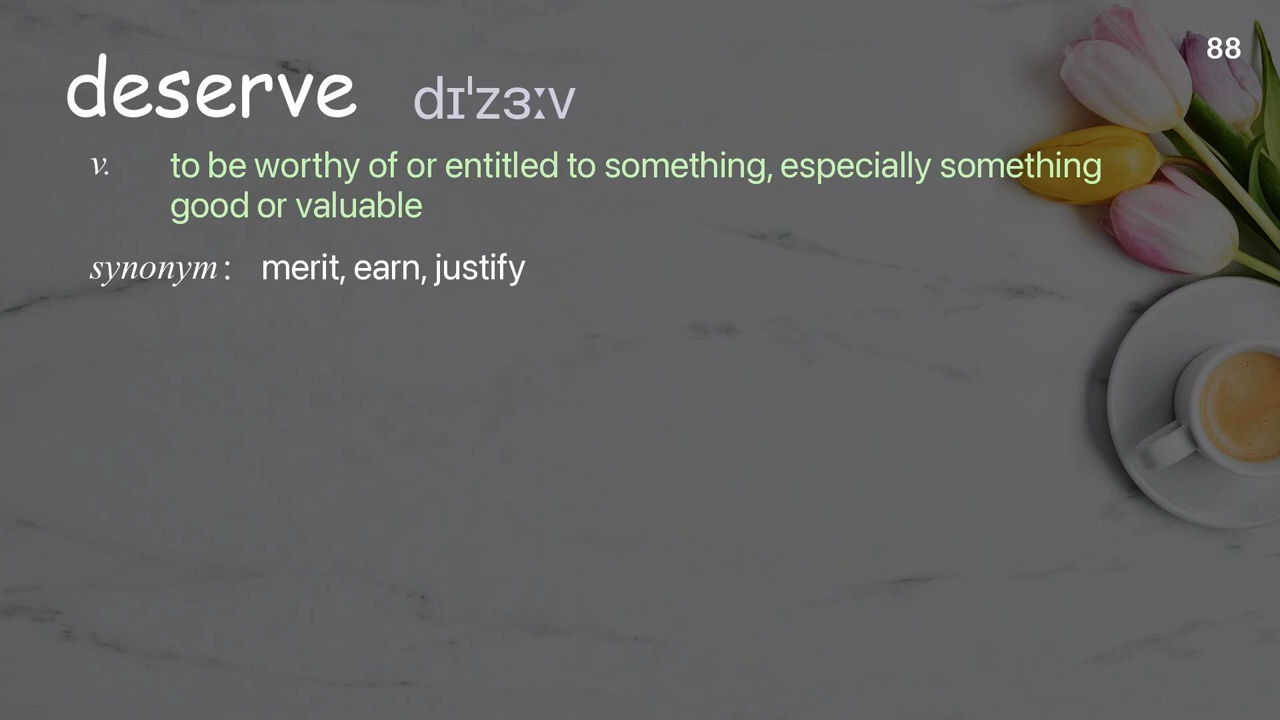 88
deserve dɪˈzɜːv
v. to be worthy of or entitled to something, especially something
good or valuable
synonym: merit, earn, justify